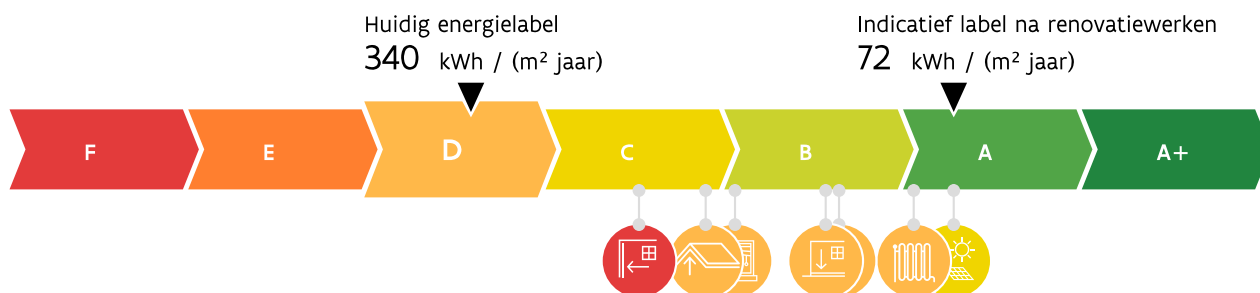 Huidig energielabel
340 kWh / (m² jaar)
Indicatief label na renovatiewerken
72 kWh / (m² jaar)
F E D C B A A+